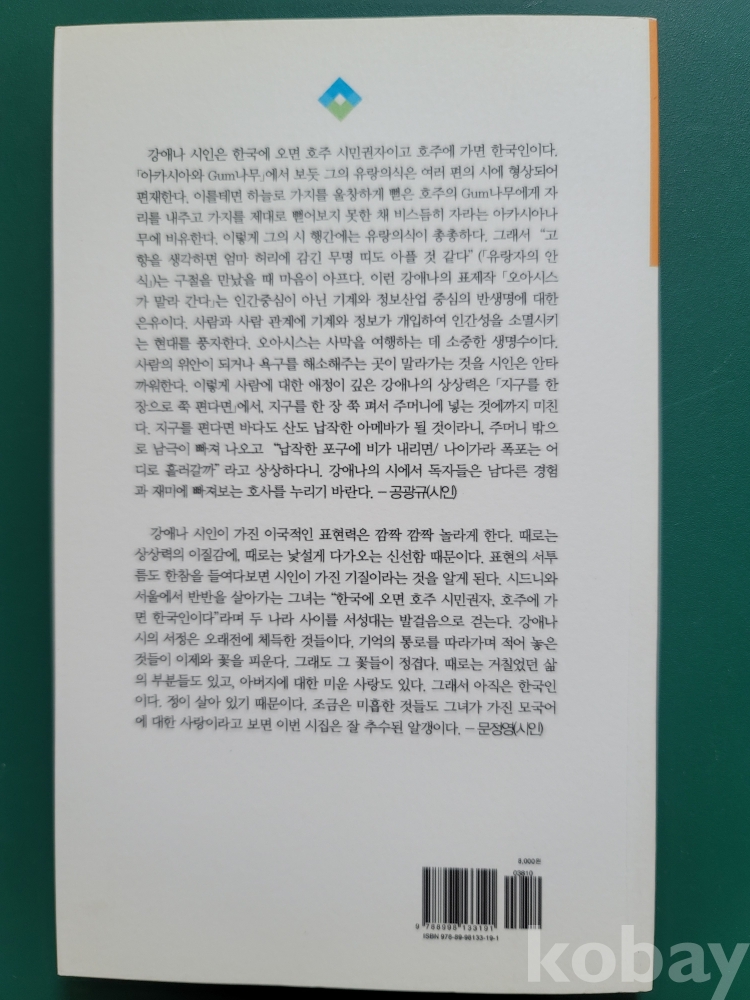 강애나 시인은 한국에 오면 호주 시민권자이고 호주에 가면 한국인이다.
「아카시아와 Gum나무」에서 보듯 그의 유랑의식은 여러 편의 시에 형상되어
편재한다. 이를테면 하늘로 가지를 울창하게 뻗은 호주의 Gum나무에게 자
리를 내주고 가지를 제대로 뻗어보지 못한 채 비스듬히 자라는 아카시아나
무에 비유한다. 이렇게 그의 시 행간에는 유랑의식이 총총하다. 그래서 “고
향을 생각하면 엄마 허리에 감긴 무명 띠도 아플 것 같다”(「유랑자의 안
식」)는 구절을 만났을 때 마음이 아프다. 이런 강애나의 표제작 「오아시스
가 말라 간다」는 인간중심이 아닌 기계와 정보산업 중심의 반생명에 대한
은유이다. 사람과 사람 관계에 기계와 정보가 개입하여 인간성을 소멸시키
는 현대를 풍자한다. 오아시스는 사막을 여행하는 데 소중한 생명수이다.
사람의 위안이 되거나 욕구를 해소해주는 곳이 말라가는 것을 시인은 안타
까워한다. 이렇게 사람에 대한 애정이 깊은 강애나의 상상력은 「지구를 한
장으로 쭉 편다면」에서, 지구를 한 장 쭉 펴서 주머니에 넣는 것에까지 미친
다. 지구를 편다면 바다도 산도 납작한 아메바가 될 것이라니, 주머니 밖으
로 남극이 빠져 나오고 “납작한 포구에 비가 내리면/ 나이가라 폭포는 어
디로 흘러갈까” 라고 상상하다니. 강애나의 시에서 독자들은 남다른 경험
과 재미에 빠져보는 호사를 누리기 바란다. – 공광규(시인)
강애나 시인이 가진 이국적인 표현력은 깜짝 깜짝 놀라게 한다. 때로는
상상력의 이질감에, 때로는 낯설게 다가오는 신선함 때문이다. 표현의 서투
름도 한참을 들여다보면 시인이 가진 기질이라는 것을 알게 된다. 시드니와
서울에서 반반을 살아가는 그녀는 “한국에 오면 호주 시민권자, 호주에 가
면 한국인이다”라며 두 나라 사이를 서성대는 발걸음으로 걷는다. 강애나
시의 서정은 오래전에 체득한 것들이다. 기억의 통로를 따라가며 적어 놓은
것들이 이제와 꽃을 피운다. 그래도 그 꽃들이 정겹다. 때로는 거칠었던 삶
의 부분들도 있고, 아버지에 대한 미운 사랑도 있다. 그래서 아직은 한국인
이다. 정이 살아 있기 때문이다. 조금은 미흡한 것들도 그녀가 가진 모국어
에 대한 사랑이라고 보면 이번 시집은 잘 추수된 알갱이다. – 문정영(시인)
8,000원
03810
9 788998 133191
ISBN 978-89-98133-19-1
kobay